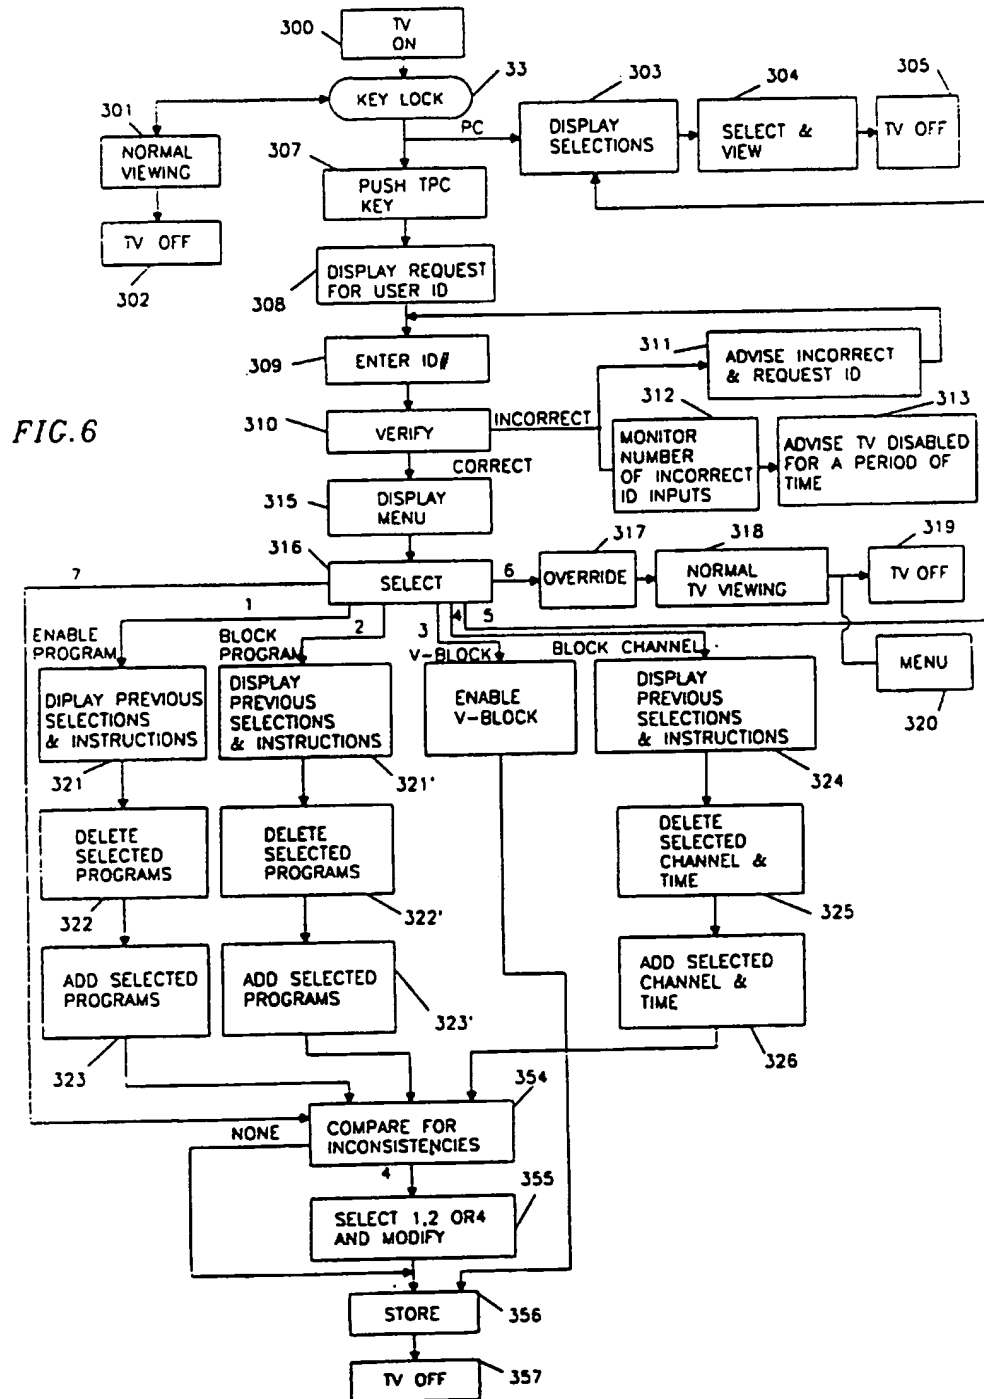 300
TV
ON
KEY LOCK
33
303
304
305
301
NORMAL
VIEWING
PC
DISPLAY
SELECTIONS
SELECT &
VIEW
TV OFF
307
PUSH TPC
KEY
TV OFF
302
308
DISPLAY REQUEST
FOR USER ID
309
ENTER ID#
311
ADVISE INCORRECT
& REQUEST ID
FIG.6
310
VERIFY
INCORRECT
312
MONITOR
NUMBER
OF INCORRECT
ID INPUTS
313
ADVISE TV DISABLED
FOR A PERIOD OF
TIME
CORRECT
315
DISPLAY
MENU
316
SELECT
7
6
317
OVERRIDE
318
NORMAL
TV VIEWING
319
TV OFF
MENU
320
1
ENABLE
PROGRAM
2
BLOCK
PROGRAM
3
V-BLOCK
4
5
BLOCK CHANNEL
DIPLAY PREVIOUS
SELECTIONS
& INSTRUCTIONS
DISPLAY
PREVIOUS
SELECTIONS
& INSTRUCTIONS
ENABLE
V-BLOCK
DISPLAY
PREVIOUS
SELECTIONS
& INSTRUCTIONS
321
321'
324
DELETE
SELECTED
PROGRAMS
DELETE
SELECTED
PROGRAMS
DELETE
SELECTED
CHANNEL &
TIME
322
322'
325
ADD SELECTED
PROGRAMS
ADD SELECTED
PROGRAMS
ADD SELECTED
CHANNEL &
TIME
323
323'
326
354
NONE
COMPARE FOR
INCONSISTENCIES
4
355
SELECT 1,2 OR4
AND MODIFY
STORE
356
TV OFF
357